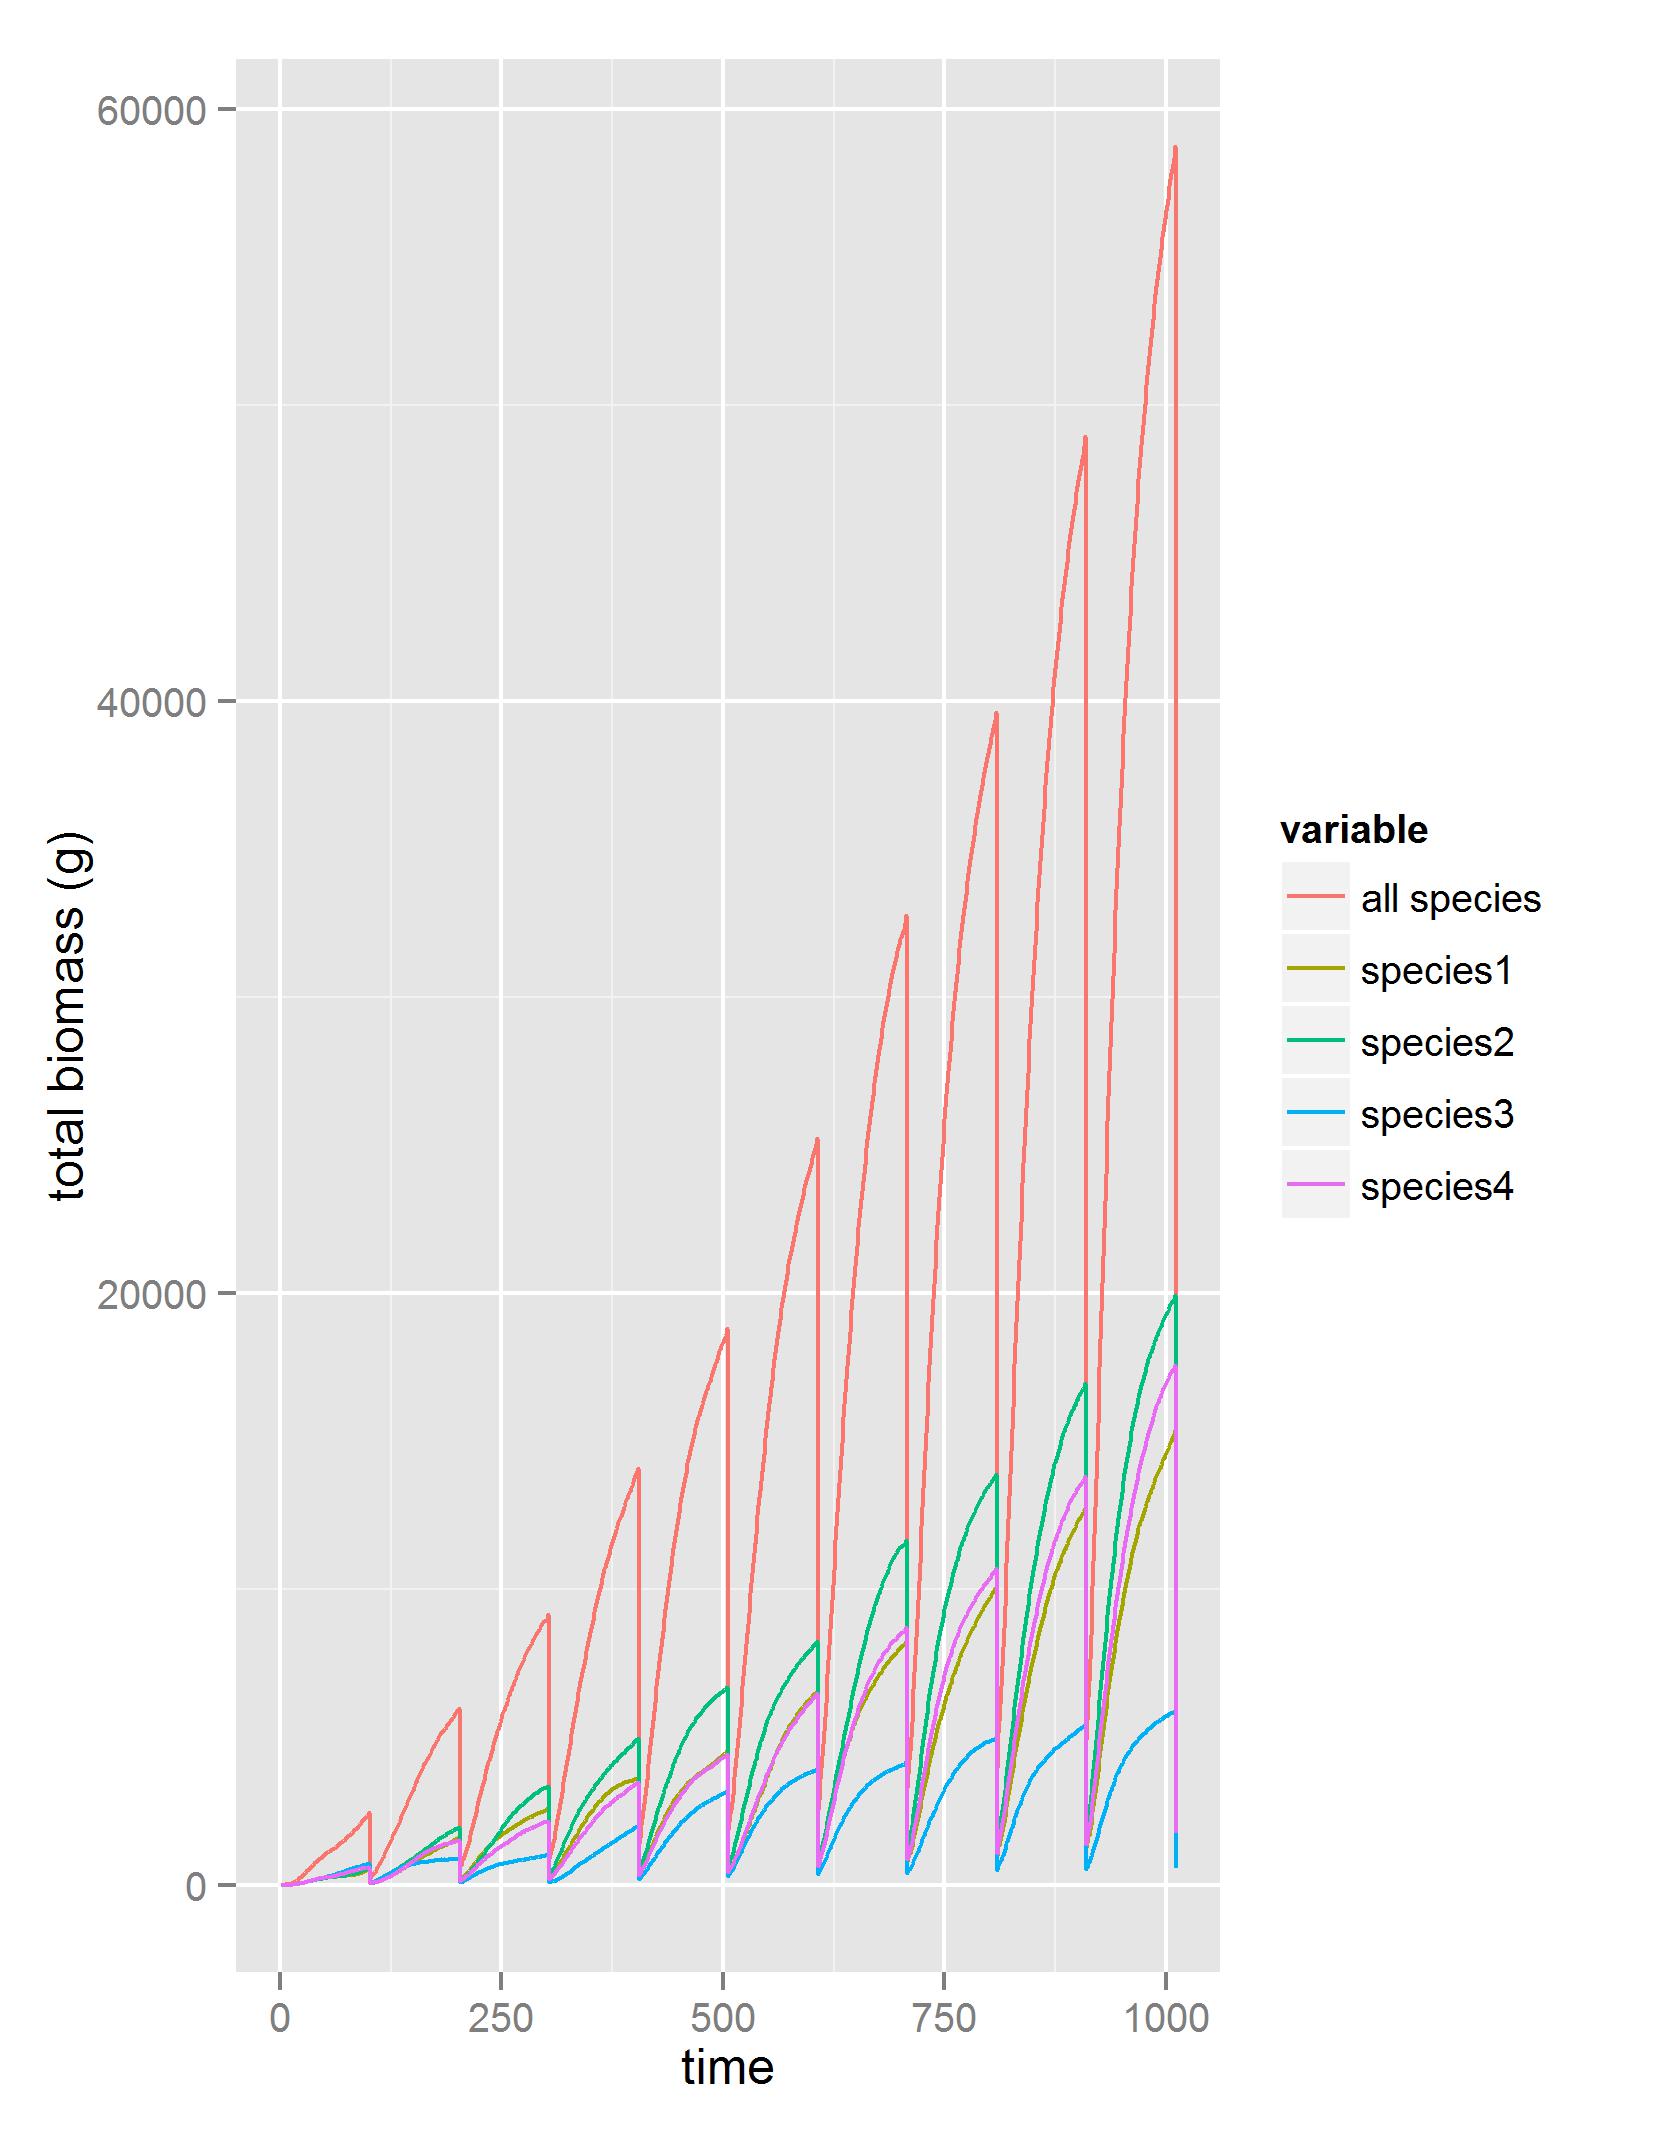 60000
40000
20000
0
total biomass (g)
0 250 500 750 1000
time
variable
all species
species1
species2
species3
species4